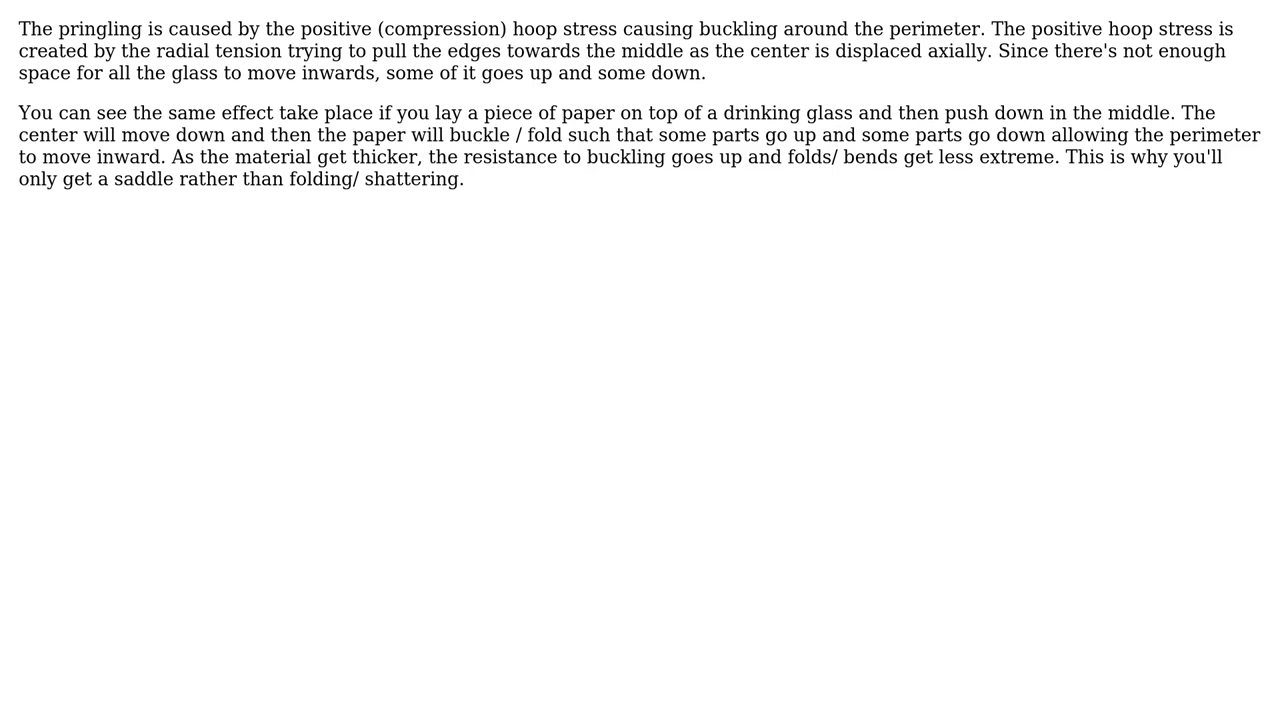 The pringling is caused by the positive (compression) hoop stress causing buckling around the perimeter. The positive hoop stress is
created by the radial tension trying to pull the edges towards the middle as the center is displaced axially. Since there's not enough
space for all the glass to move inwards, some of it goes up and some down.
You can see the same effect take place if you lay a piece of paper on top of a drinking glass and then push down in the middle. The
center will move down and then the paper will buckle / fold such that some parts go up and some parts go down allowing the perimeter
to move inward. As the material get thicker, the resistance to buckling goes up and folds/ bends get less extreme. This is why you'll
only get a saddle rather than folding/ shattering.